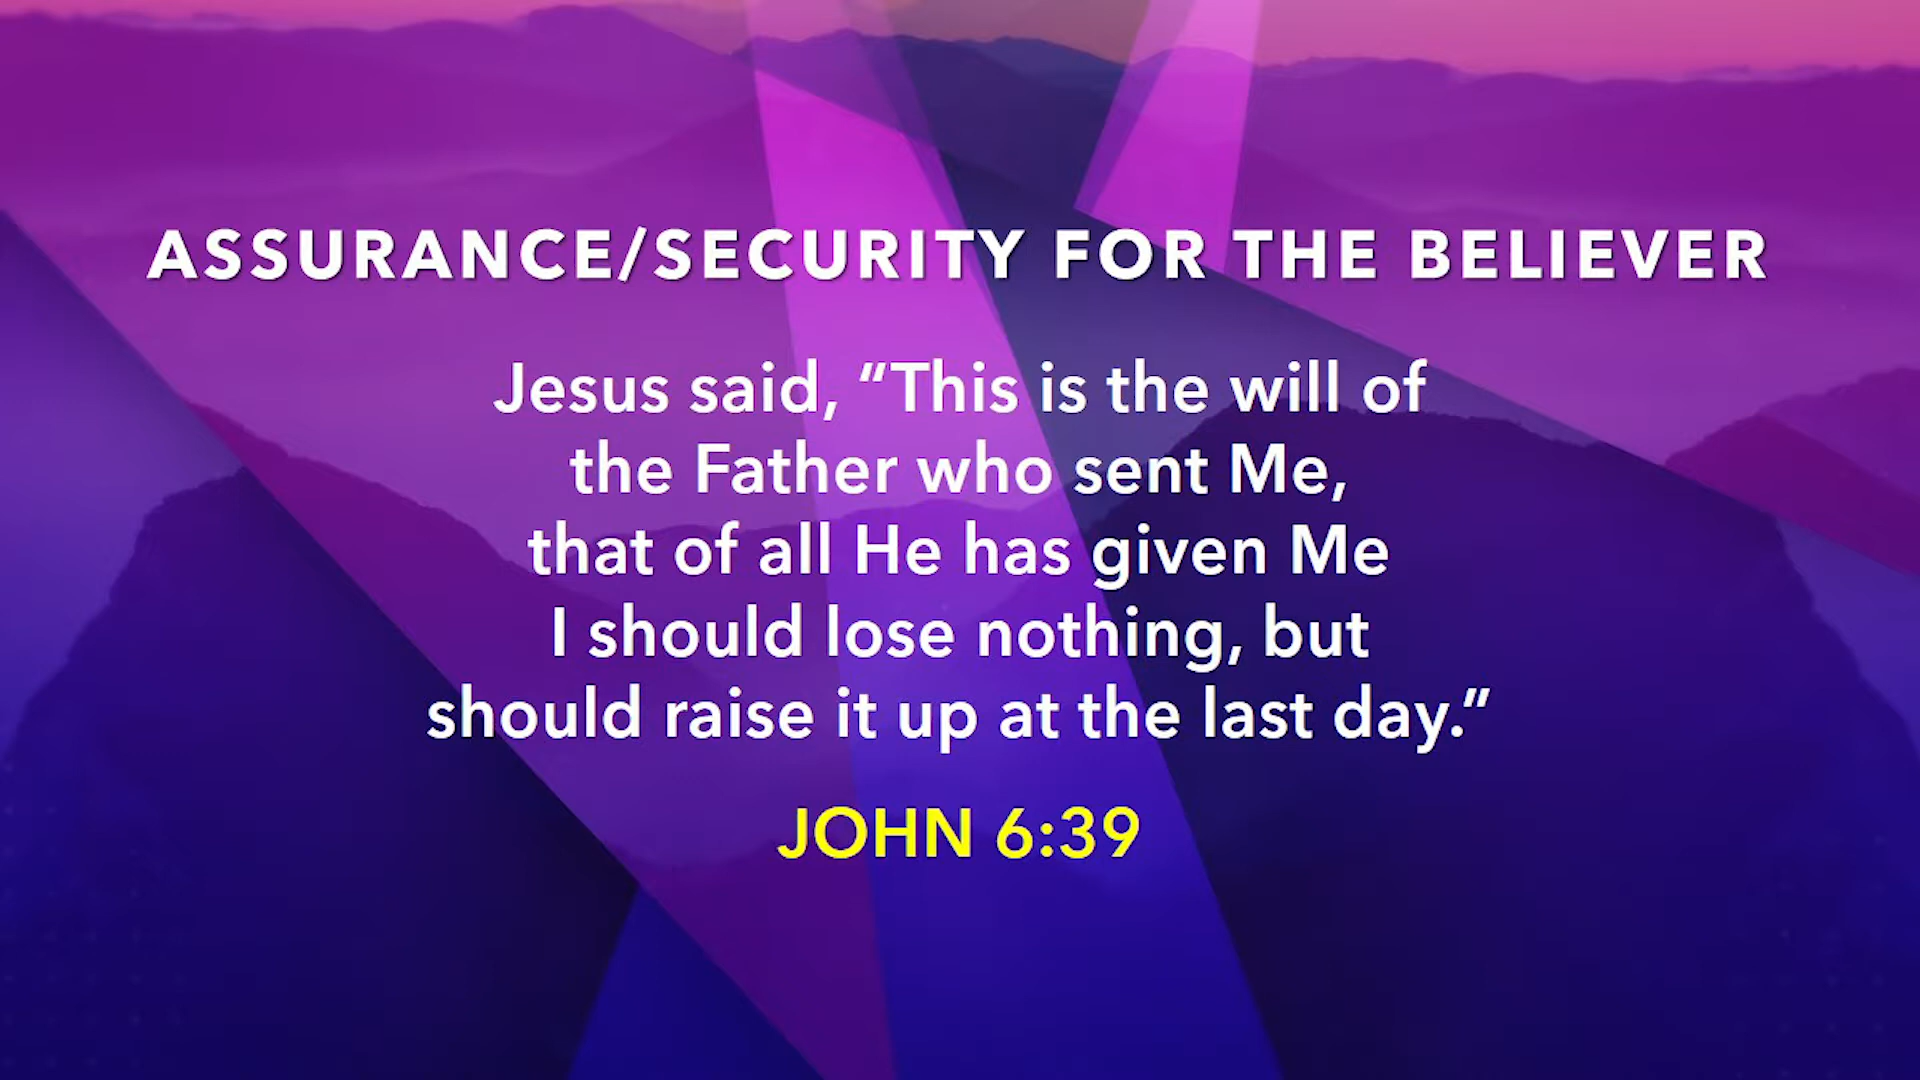 ASSURANCE/SECURITY FOR THE BELIEVER
Jesus said, “This is the will of
the Father who sent Me,
that of all He has given Me
I should lose nothing, but
should raise it up at the last day.”
JOHN 6:39